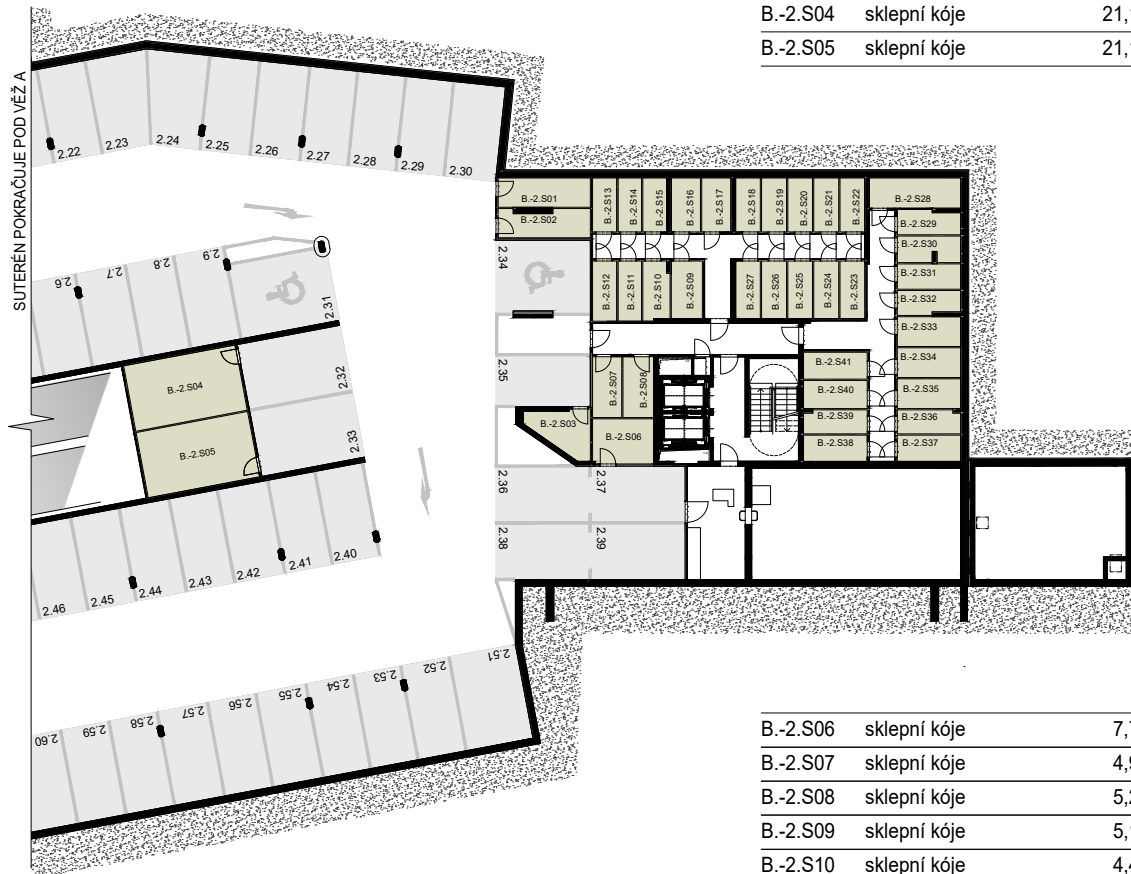 B.-2.S04 sklepní kóje 21,
B.-2.S05 sklepní kóje 21,
SUTERÉN POKRAČUJE POD VĚŽ A
2.22
2.23
2.24
2.25
2.26
2.27
2.28
2.29
2.30
B.-2.S01
B.-2.S02
B.-2.S13
B.-2.S14
B.-2.S15
B.-2.S16
B.-2.S17
B.-2.S18
B.-2.S19
B.-2.S20
B.-2.S21
B.-2.S22
B.-2.S28
B.-2.S29
B.-2.S30
B.-2.S31
B.-2.S32
B.-2.S33
B.-2.S34
B.-2.S35
B.-2.S36
B.-2.S37
2.6
2.7
2.8
2.9
2.31
2.32
2.33
2.34
2.35
B.-2.S12
B.-2.S11
B.-2.S10
B.-2.S09
B.-2.S27
B.-2.S26
B.-2.S25
B.-2.S24
B.-2.S23
B.-2.S41
B.-2.S40
B.-2.S39
B.-2.S38
B.-2.S07
B.-2.S08
B.-2.S03
B.-2.S06
B.-2.S04
B.-2.S05
2.36
2.37
2.38
2.39
2.46
2.45
2.44
2.43
2.42
2.41
2.40
2.60
2.59
2.58
2.57
2.56
2.55
2.54
2.53
2.52
2.51
B.-2.S06 sklepní kóje 7,
B.-2.S07 sklepní kóje 4,
B.-2.S08 sklepní kóje 5,
B.-2.S09 sklepní kóje 5,
B.-2.S10 sklepní kóje 4,